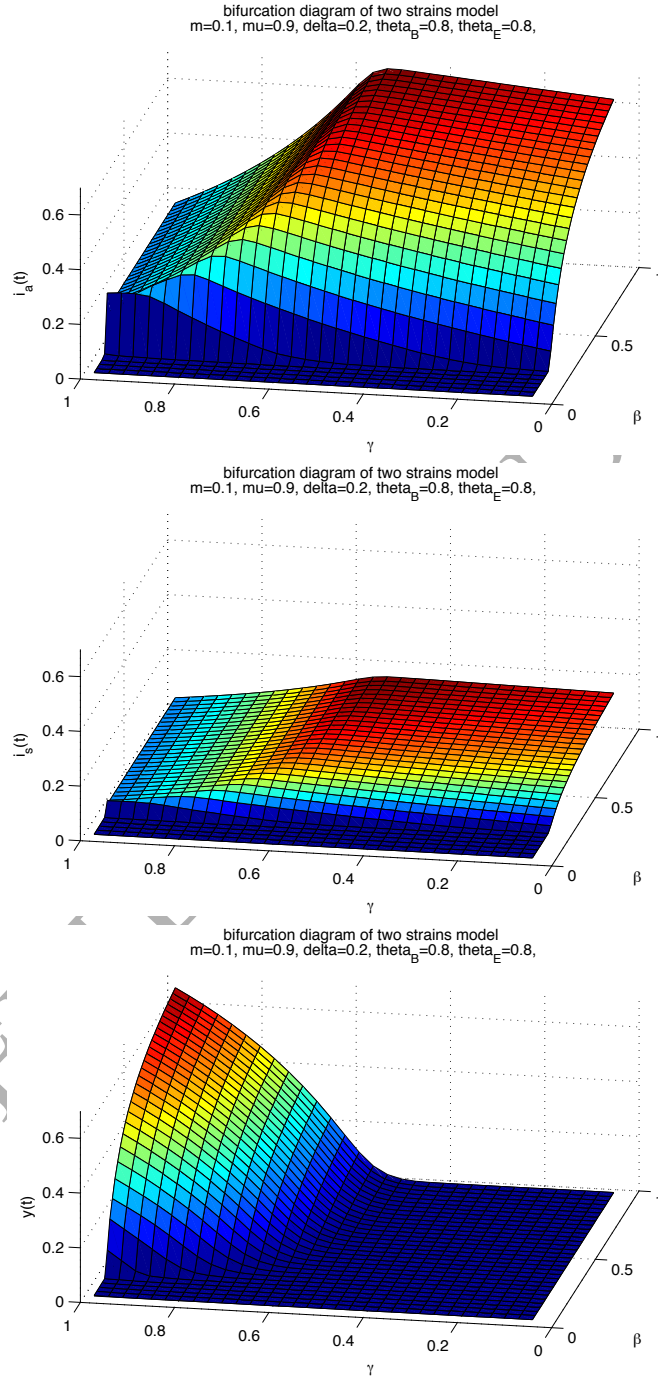 bifurcation diagram of two strains model
m=0.1, mu=0.9, delta=0.2, theta_B=0.8, theta_E=0.8,
0.6
0.4
0.2
0
i_a(t)
1
0.8
0.6
0.4
0.2
0
γ
0
0.5
β
bifurcation diagram of two strains model
m=0.1, mu=0.9, delta=0.2, theta_B=0.8, theta_E=0.8,
0.6
0.4
0.2
0
i_s(t)
1
0.8
0.6
0.4
0.2
0
γ
0
0.5
β
bifurcation diagram of two strains model
m=0.1, mu=0.9, delta=0.2, theta_B=0.8, theta_E=0.8,
0.6
0.4
0.2
0
y(t)
1
0.8
0.6
0.4
0.2
0
γ
0
0.5
β